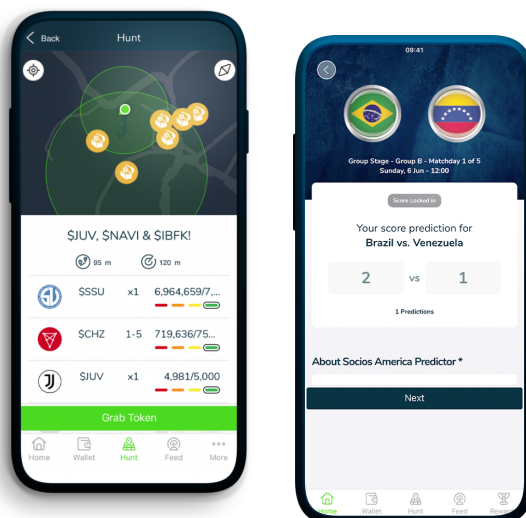 Back
Hunt
$JUV, $NAVI & $IBFK!
95 m
120 m
$SSU x1 6,964,659/7,...
$CHZ 1-5 719,636/75...
$JUV x1 4,981/5,000
Grab Token
Home Wallet Hunt Feed More
09:41
Group Stage - Group B - Matchday 1 of 5
Sunday, 6 Jun - 12:00
Score Locked in
Your score prediction for
Brazil vs. Venezuela
2 vs 1
1 Predictions
About Socios America Predictor *
Next
Home Wallet Hunt Feed Rewar